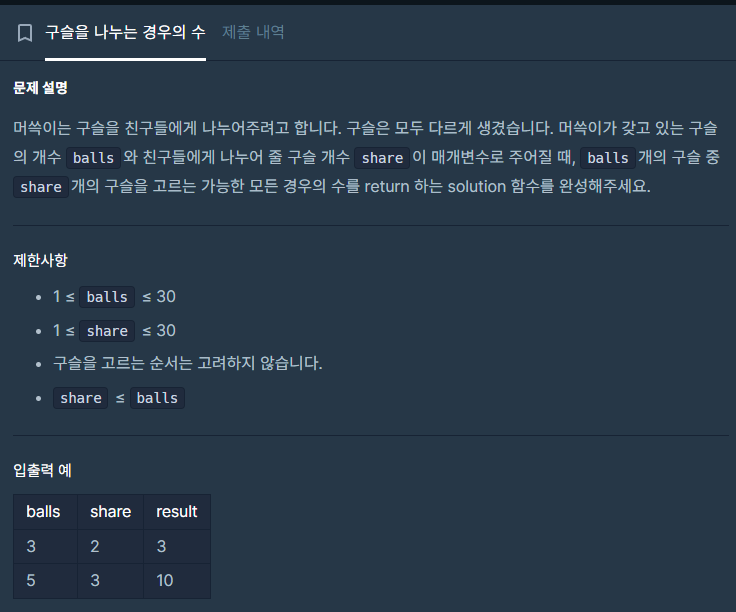 구슬을 나누는 경우의 수 제출 내역
문제 설명
머쓱이는 구슬을 친구들에게 나누어주려고 합니다. 구슬은 모두 다르게 생겼습니다. 머쓱이가 갖고 있는 구슬
의 개수 balls 와 친구들에게 나누어 줄 구슬 개수 share 이 매개변수로 주어질 때, balls 개의 구슬 중
share 개의 구슬을 고르는 가능한 모든 경우의 수를 return 하는 solution 함수를 완성해주세요.
제한사항
• 1 ≤ balls ≤ 30
• 1 ≤ share ≤ 30
• 구슬을 고르는 순서는 고려하지 않습니다.
• share ≤ balls
입출력 예
balls share result
3 2 3
5 3 10